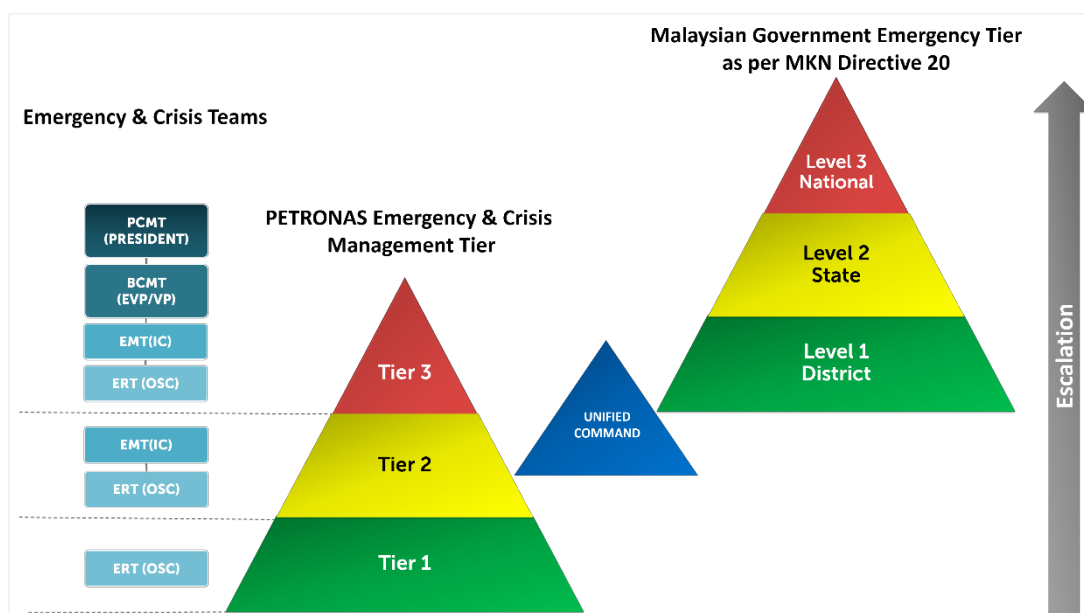 Malaysian Government Emergency Tier
as per MKN Directive 20
Emergency & Crisis Teams
PETRONAS Emergency & Crisis
Management Tier
PCMT
(PRESIDENT)
BCMT
(EVP/VP)
EMT(IC)
ERT (OSC)
EMT(IC)
ERT (OSC)
ERT (OSC)
Tier 3
Tier 2
Tier 1
UNIFIED
COMMAND
Level 3
National
Level 2
State
Level 1
District
Escalation